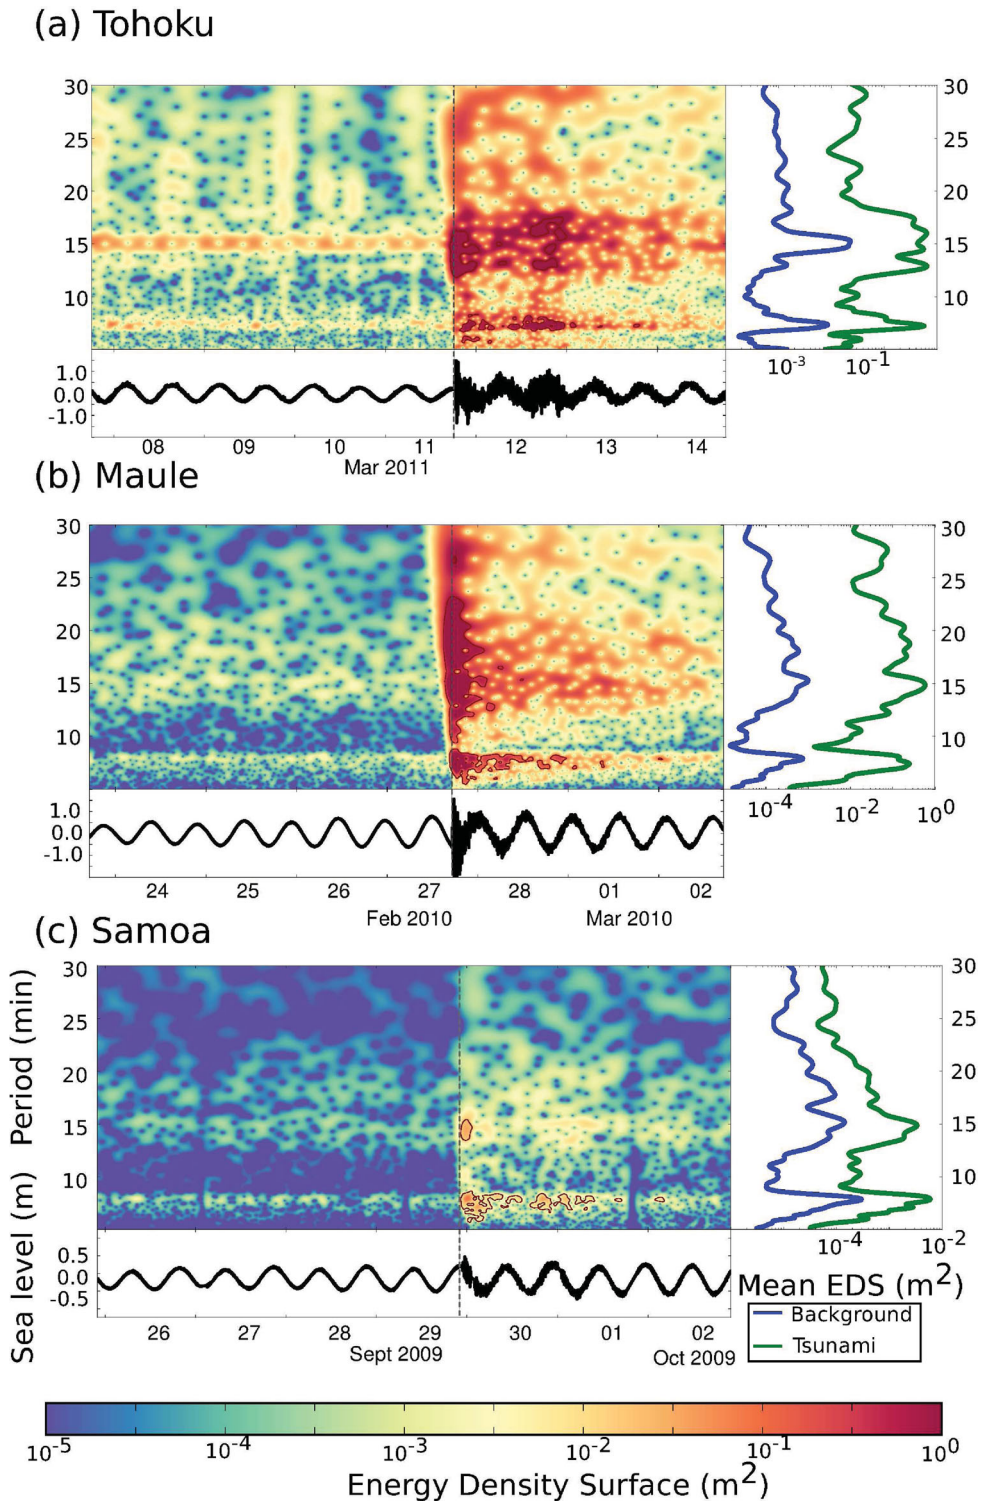 (a) Tohoku
30
25
20
15
10
30
25
20
15
10
10-3 10-1
1.0
0.0
-1.0
08 09 10 11 12 13 14
Mar 2011
(b) Maule
30
25
20
15
10
30
25
20
15
10
10-4 10-2 100
1.0
0.0
-1.0
24 25 26 27 28 01 02
Feb 2010 Mar 2010
(c) Samoa
Period (min)
30
25
20
15
10
30
25
20
15
10
10-4 10-2
Sea level (m)
0.5
0.0
-0.5
26 27 28 29 30 01 02
Sept 2009 Oct 2009
Mean EDS (m2)
Background
Tsunami
10-5 10-4 10-3 10-2 10-1 100
Energy Density Surface (m2)